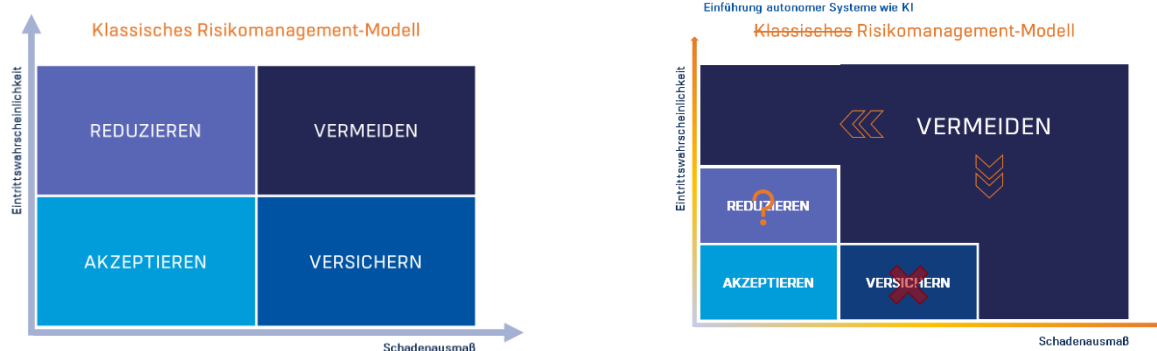 Klassisches Risikomanagement-Modell
Eintrittswahrscheinlichkeit
REDUZIEREN
VERMEIDEN
AKZEPTIEREN
VERSICHERN
Schadenausmaß
Einführung autonomer Systeme wie KI
Klassisches Risikomanagement-Modell
Eintrittswahrscheinlichkeit
VERMEIDEN
REDUZIEREN
?
AKZEPTIEREN
VERSICHERN
Schadenausmaß